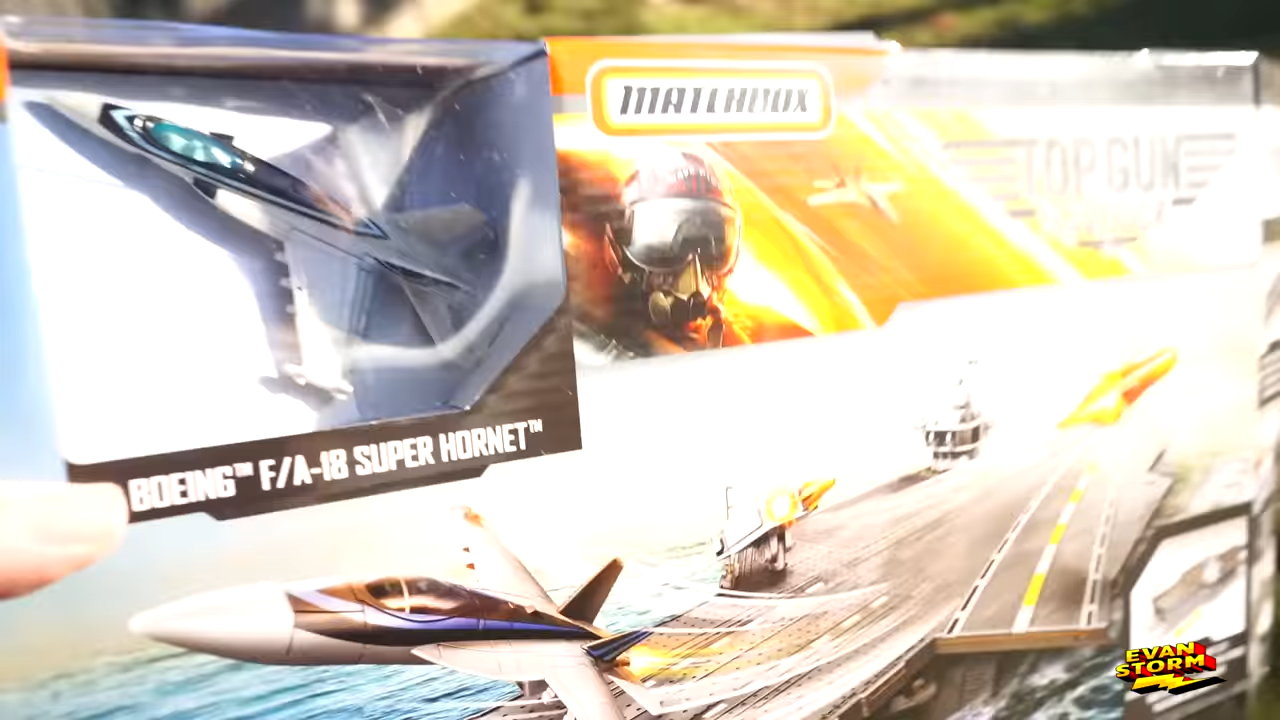 MATCHBOX
TOP GUN
BOEING™ F/A-18 SUPER HORNET™
EVAN
STORM